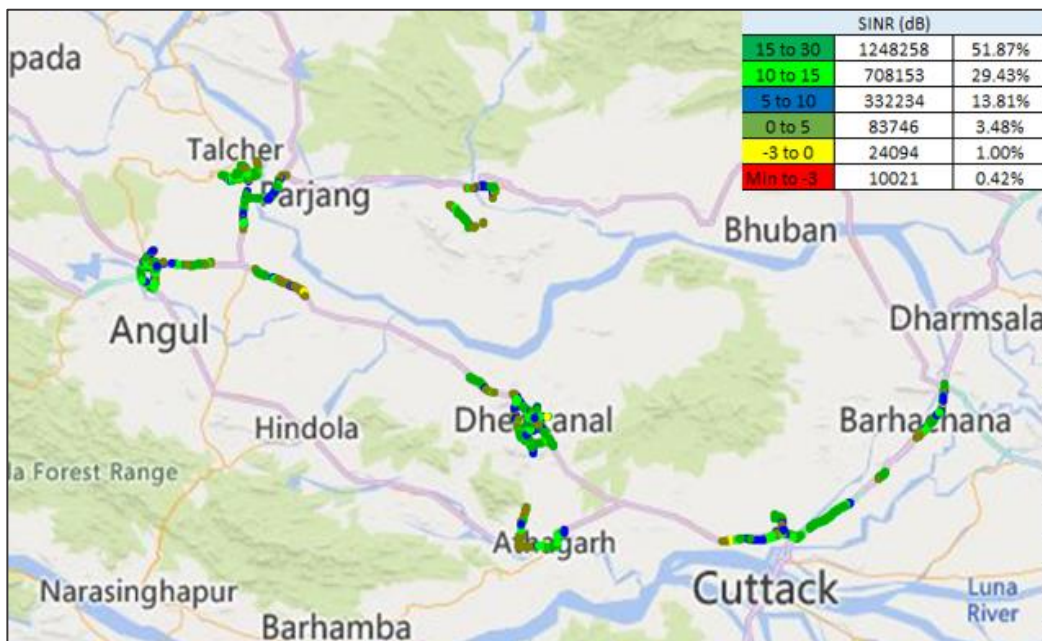 SINR (dB)
15 to 30 1248258 51.87%
10 to 15 708153 29.43%
5 to 10 332234 13.81%
0 to 5 83746 3.48%
-3 to 0 24094 1.00%
Min to -3 10021 0.42%
pada
Talcher
Parjang
Bhuban
Angul
Dharmsala
Hindola
Dhenkanal
Barhachana
la Forest Range
Athagarh
Narasinghapur
Cuttack
Luna
River
Barhamba